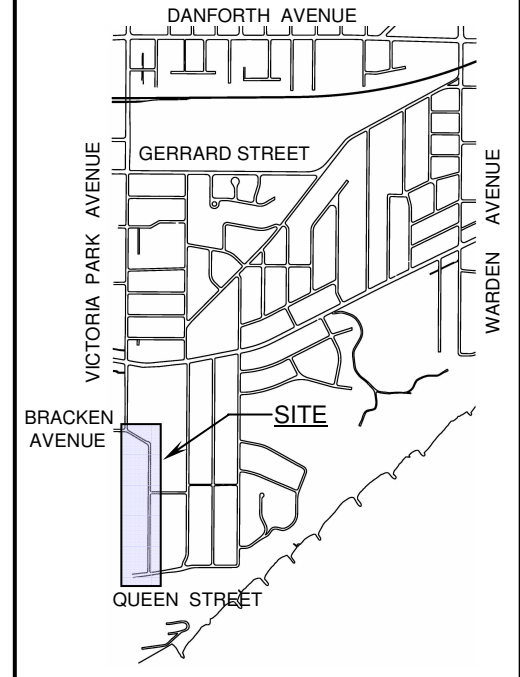 DANFORTH AVENUE
GERRARD STREET
VICTORIA PARK AVENUE
WARDEN AVENUE
BRACKEN
AVENUE
SITE
QUEEN STREET